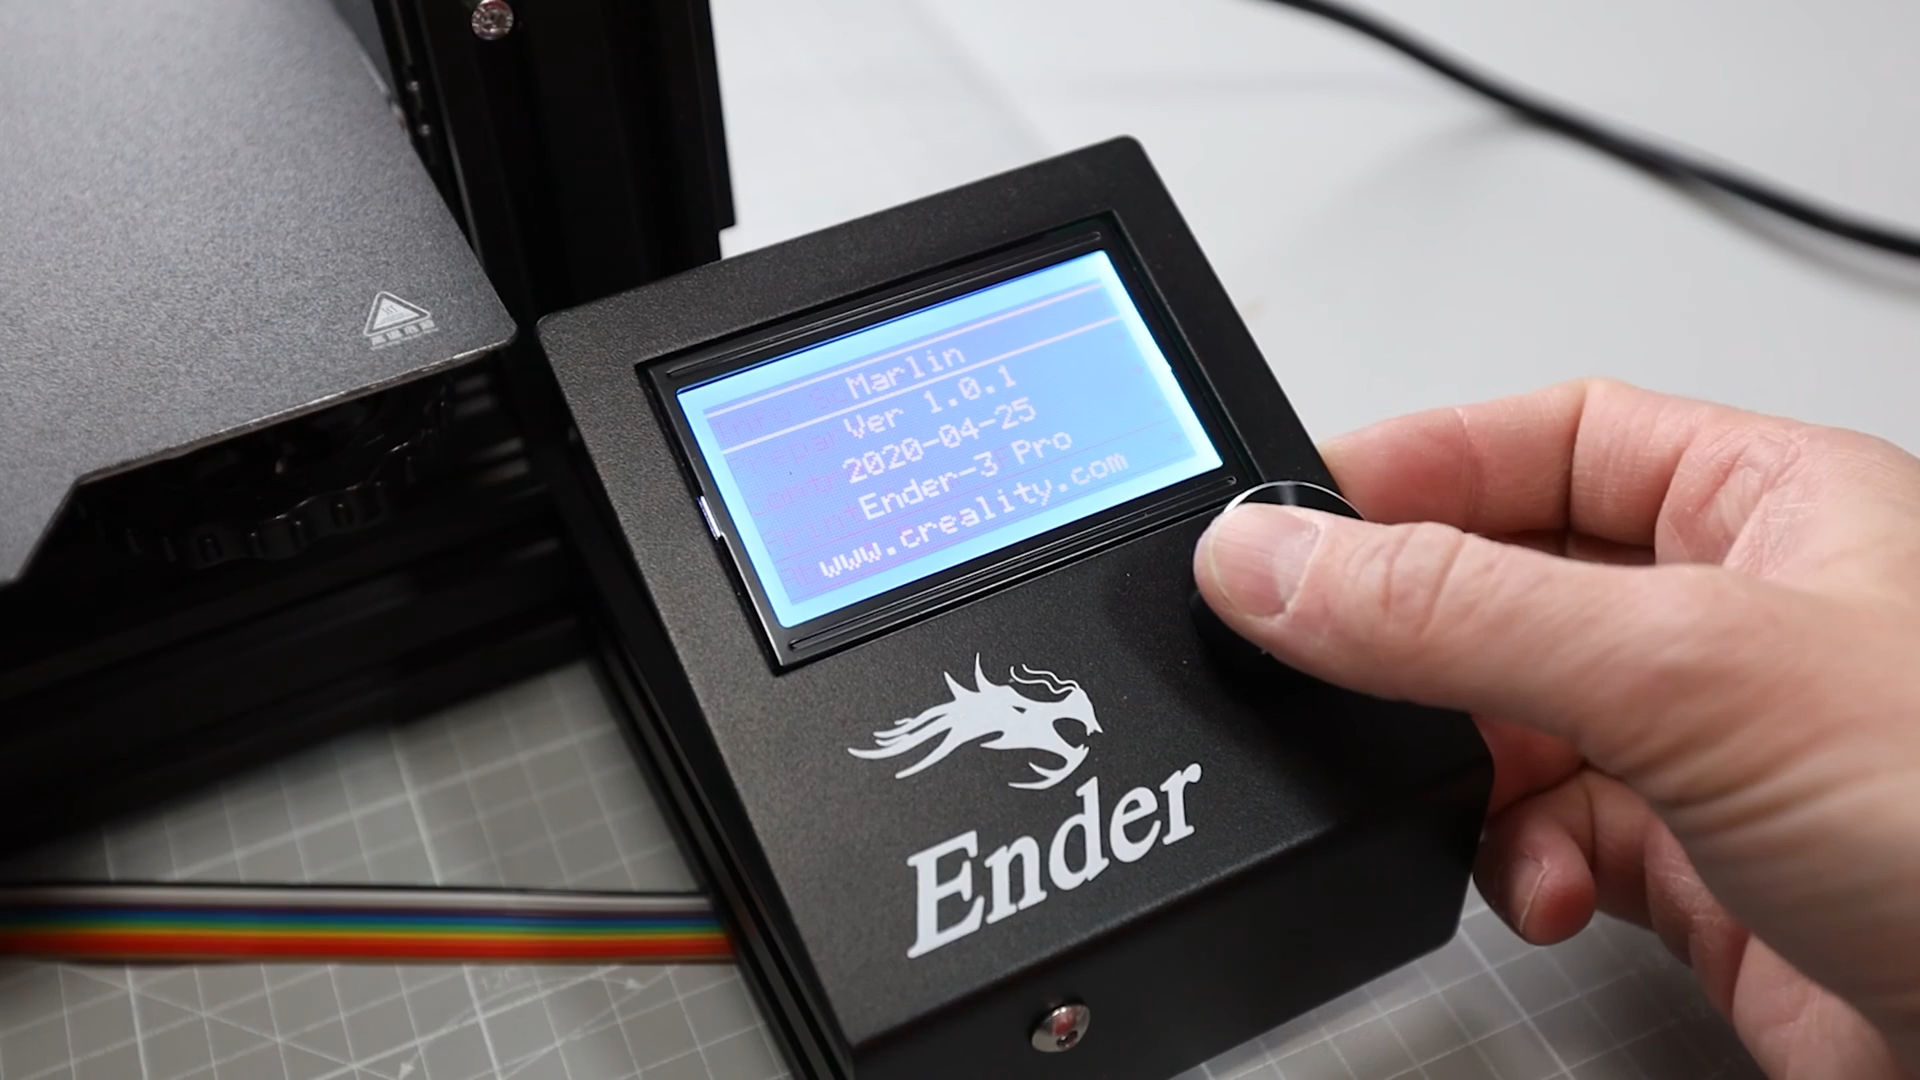 Marlin
Ver 1.0.1
2020-04-25
Ender-3 Pro
www.creality.com
Ender